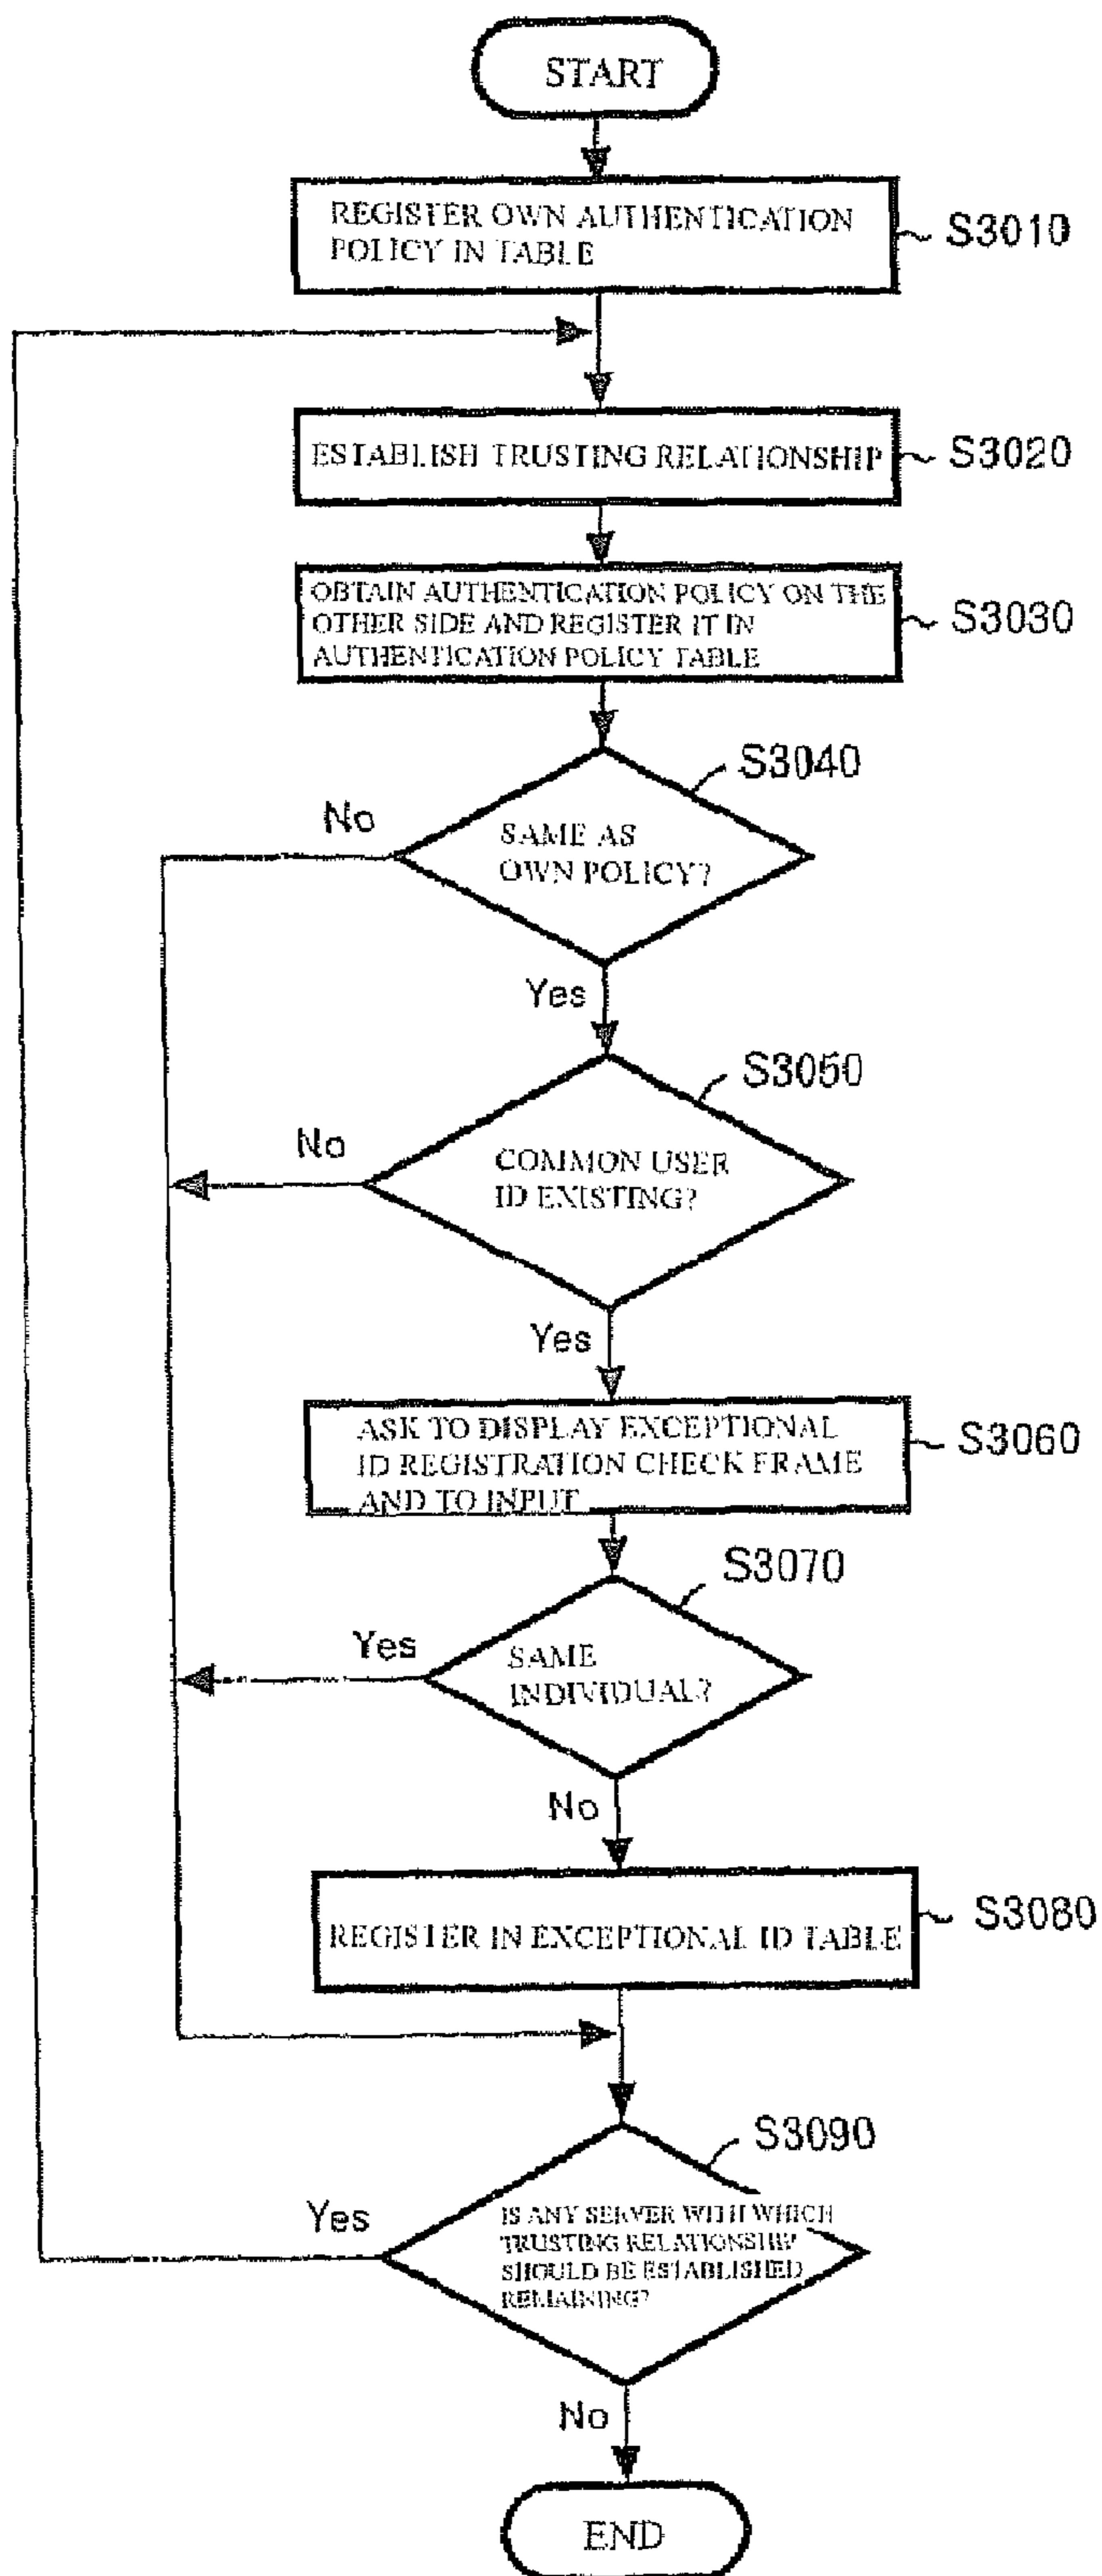 START
REGISTER OWN AUTHENTICATION
POLICY IN TABLE
S3010
ESTABLISH TRUSTING RELATIONSHIP
S3020
OBTAIN AUTHENTICATION POLICY ON THE
OTHER SIDE AND REGISTER IT IN
AUTHENTICATION POLICY TABLE
S3030
S3040
No
SAME AS
OWN POLICY?
Yes
S3050
No
COMMON USER
ID EXISTING?
Yes
ASK TO DISPLAY EXCEPTIONAL
ID REGISTRATION CHECK FRAME
AND TO INPUT
S3060
S3070
Yes
SAME
INDIVIDUAL?
No
REGISTER IN EXCEPTIONAL ID TABLE
S3080
S3090
Yes
IS ANY SERVER WITH WHICH
TRUSTING RELATIONSHIP
SHOULD BE ESTABLISHED
REMAINING?
No
END